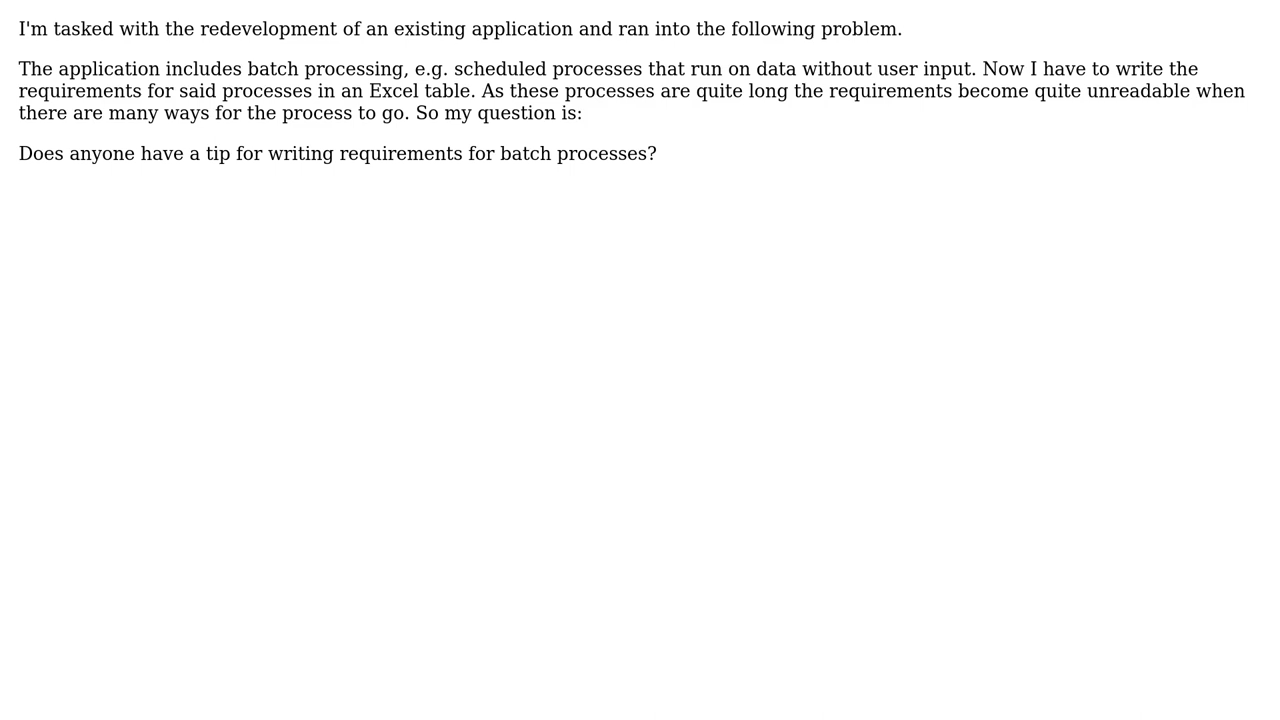 I'm tasked with the redevelopment of an existing application and ran into the following problem.
The application includes batch processing, e.g. scheduled processes that run on data without user input. Now I have to write the
requirements for said processes in an Excel table. As these processes are quite long the requirements become quite unreadable when
there are many ways for the process to go. So my question is:
Does anyone have a tip for writing requirements for batch processes?